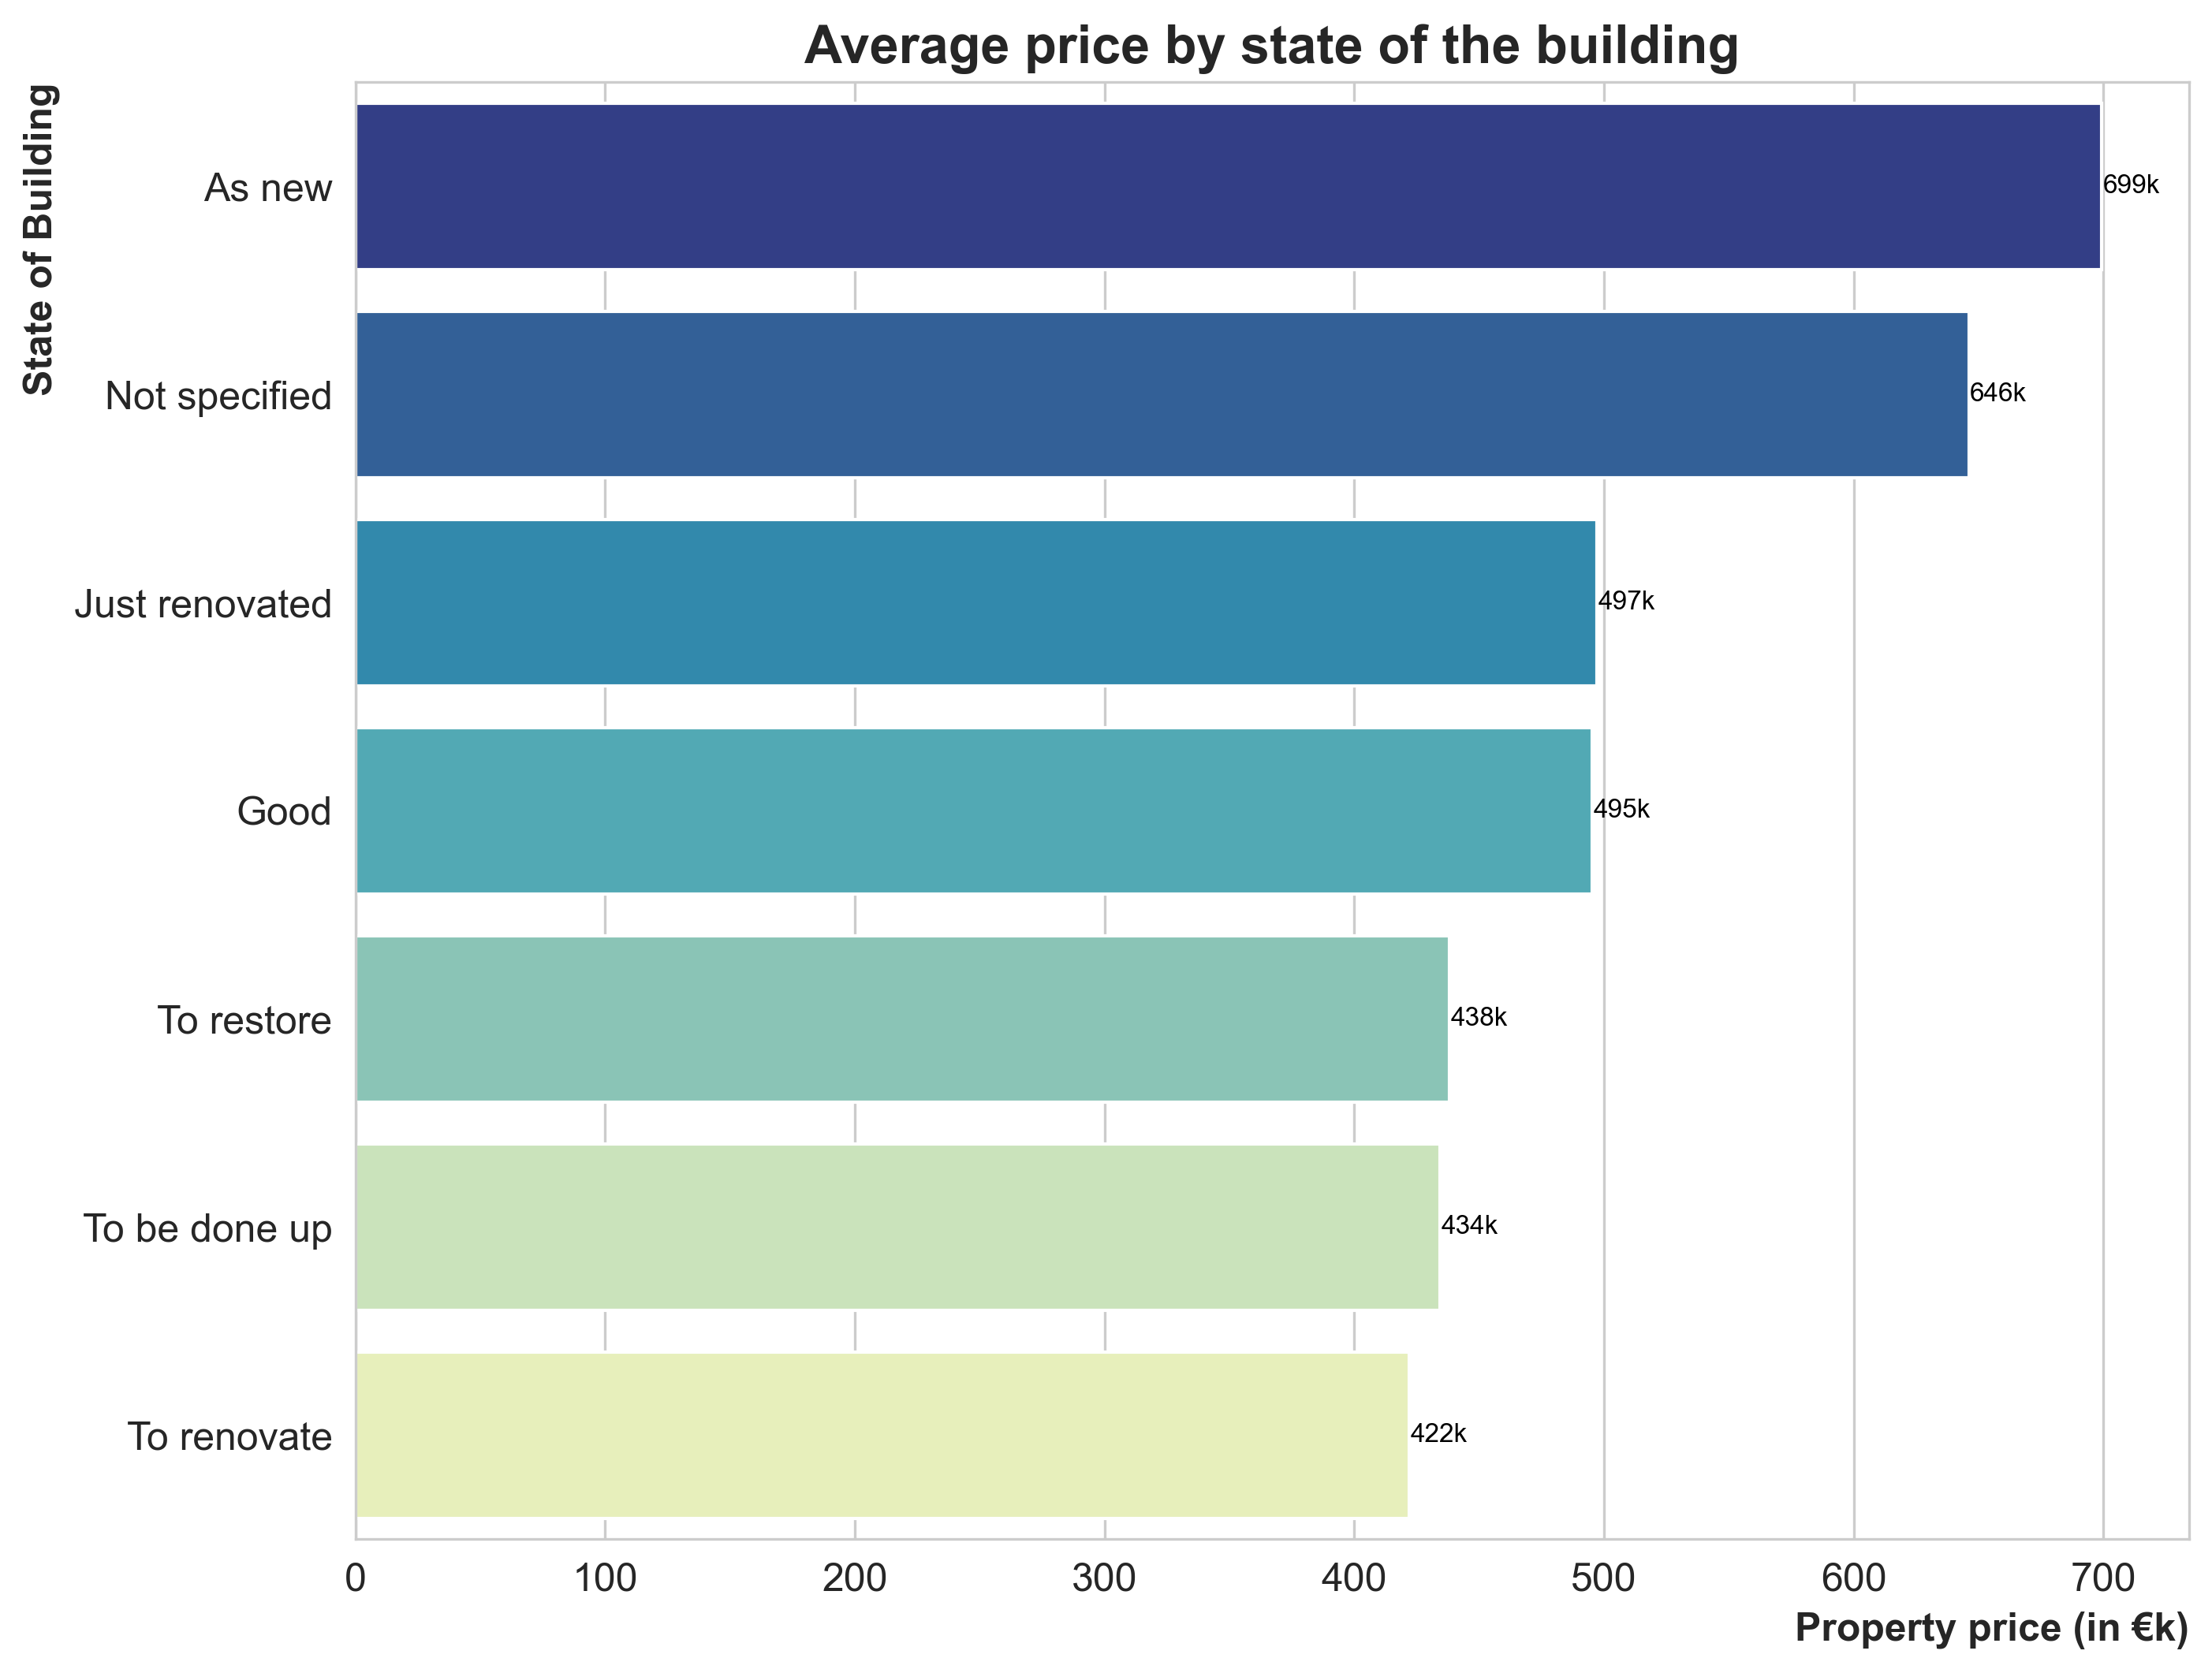 Average price by state of the building
State of Building
As new
699k
Not specified
646k
Just renovated
497k
Good
495k
To restore
438k
To be done up
434k
To renovate
422k
0 100 200 300 400 500 600 700
Property price (in €k)